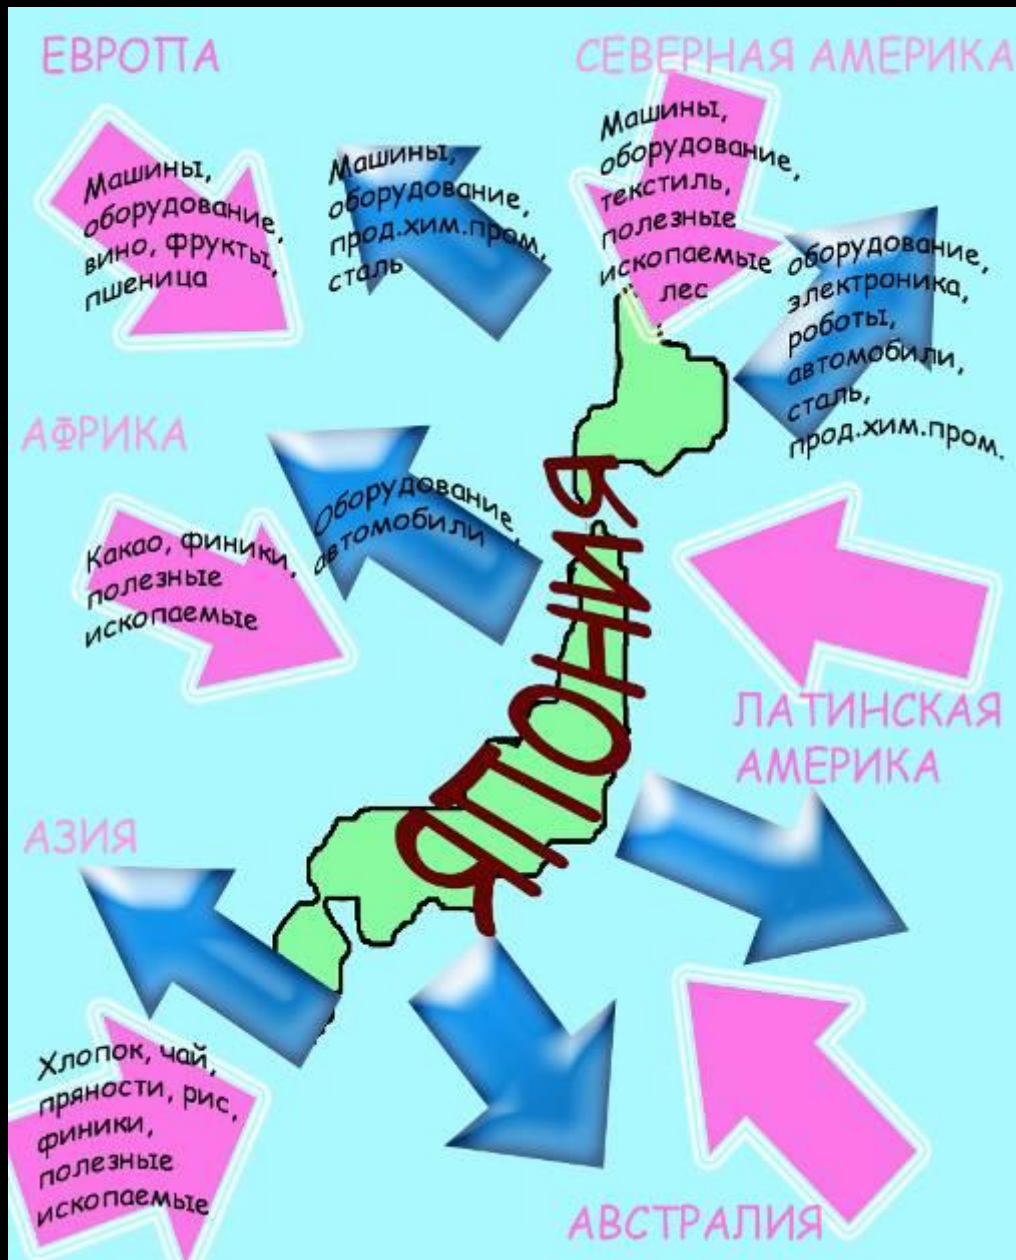 ЕВРОПА
Машины,
оборудование,
вино, фрукты,
пшеница
Машины,
оборудование,
прод.хим.пром,
сталь
СЕВЕРНАЯ АМЕРИКА
Машины,
оборудование,
текстиль,
полезные
ископаемые
лес
оборудование,
электроника,
роботы,
автомобили,
сталь,
прод.хим.пром.
АФРИКА
Какао, финики,
полезные
ископаемые
Оборудование,
автомобили
ЯПОНИЯ
ЛАТИНСКАЯ
АМЕРИКА
АЗИЯ
Хлопок, чай,
пряности, рис,
финики,
полезные
ископаемые
АВСТРАЛИЯ